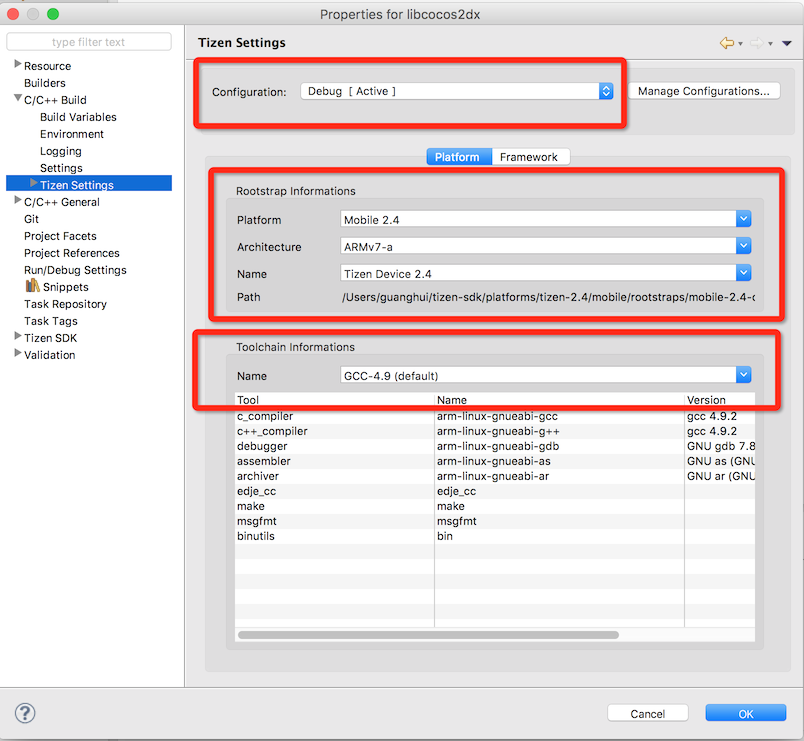 Properties for libcocos2dx
type filter text
Resource
Builders
C/C++ Build
Build Variables
Environment
Logging
Settings
Tizen Settings
C/C++ General
Git
Project Facets
Project References
Run/Debug Settings
Snippets
Task Repository
Task Tags
Tizen SDK
Validation
Tizen Settings
Configuration: Debug [ Active ] Manage Configurations...
Platform Framework
Rootstrap Informations
Platform Mobile 2.4
Architecture ARMv7-a
Name Tizen Device 2.4
Path /Users/guanghui/tizen-sdk/platforms/tizen-2.4/mobile/rootstraps/mobile-2.4-
Toolchain Informations
Name GCC-4.9 (default)
Tool Name Version
c_compiler arm-linux-gnueabi-gcc gcc 4.9.2
c++_compiler arm-linux-gnueabi-g++ gcc 4.9.2
debugger arm-linux-gnueabi-gdb GNU gdb 7.8
assembler arm-linux-gnueabi-as GNU as (GNU
archiver arm-linux-gnueabi-ar GNU ar (GNU
edje_cc edje_cc
make make
msgfmt msgfmt
binutils bin
? Cancel OK